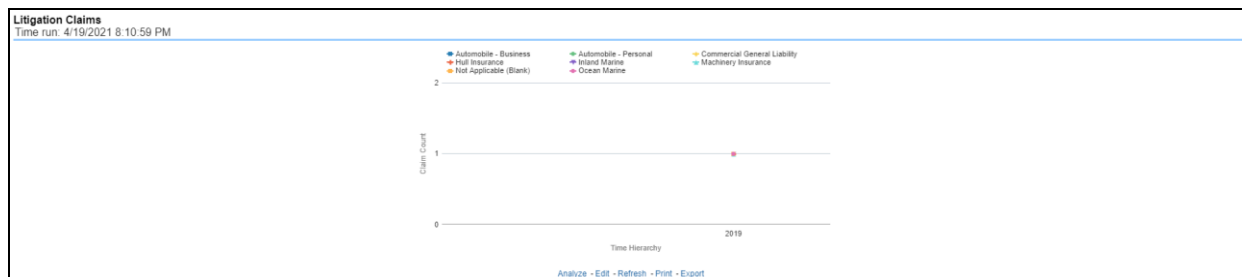 Litigation Claims
Time run: 4/19/2021 8:10:59 PM
Automobile - Business Automobile - Personal Commercial General Liability
Hull Insurance Inland Marine Machinery Insurance
Not Applicable (Blank) Ocean Marine
2
Claim Count
1
0
2019
Time Hierarchy
Analyze - Edit - Refresh - Print - Export